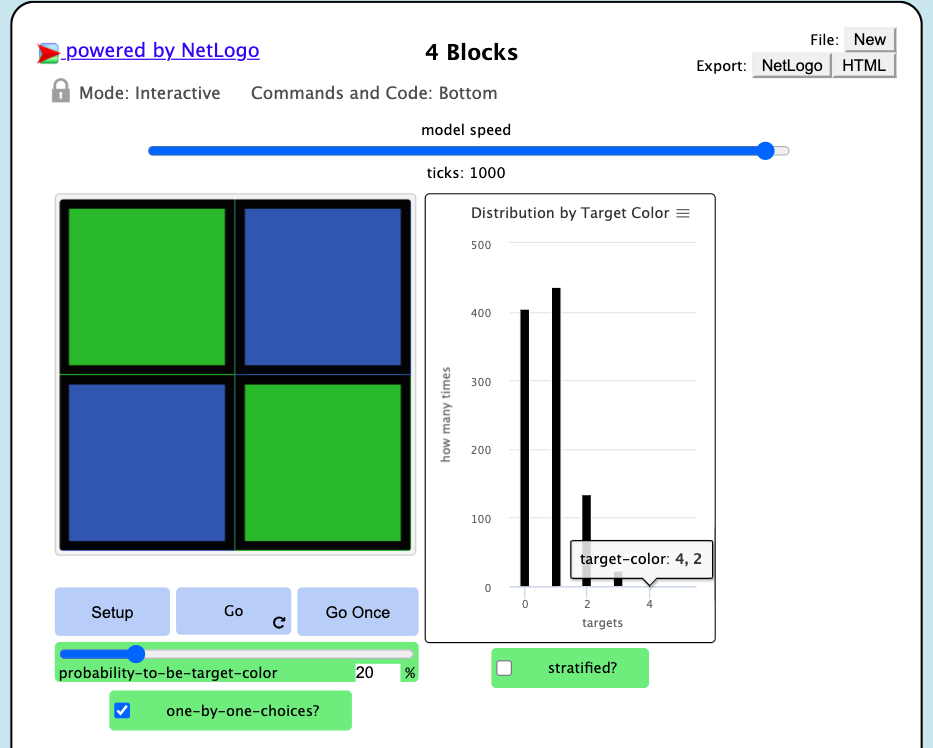 powered by NetLogo
4 Blocks
File: New
Export: NetLogo HTML
Mode: Interactive Commands and Code: Bottom
model speed
ticks: 1000
Distribution by Target Color
500
400
300
200
100
0
how many times
target-color: 4, 2
0 2 4
targets
Setup Go Go Once
probability-to-be-target-color 20 %
stratified?
one-by-one-choices?